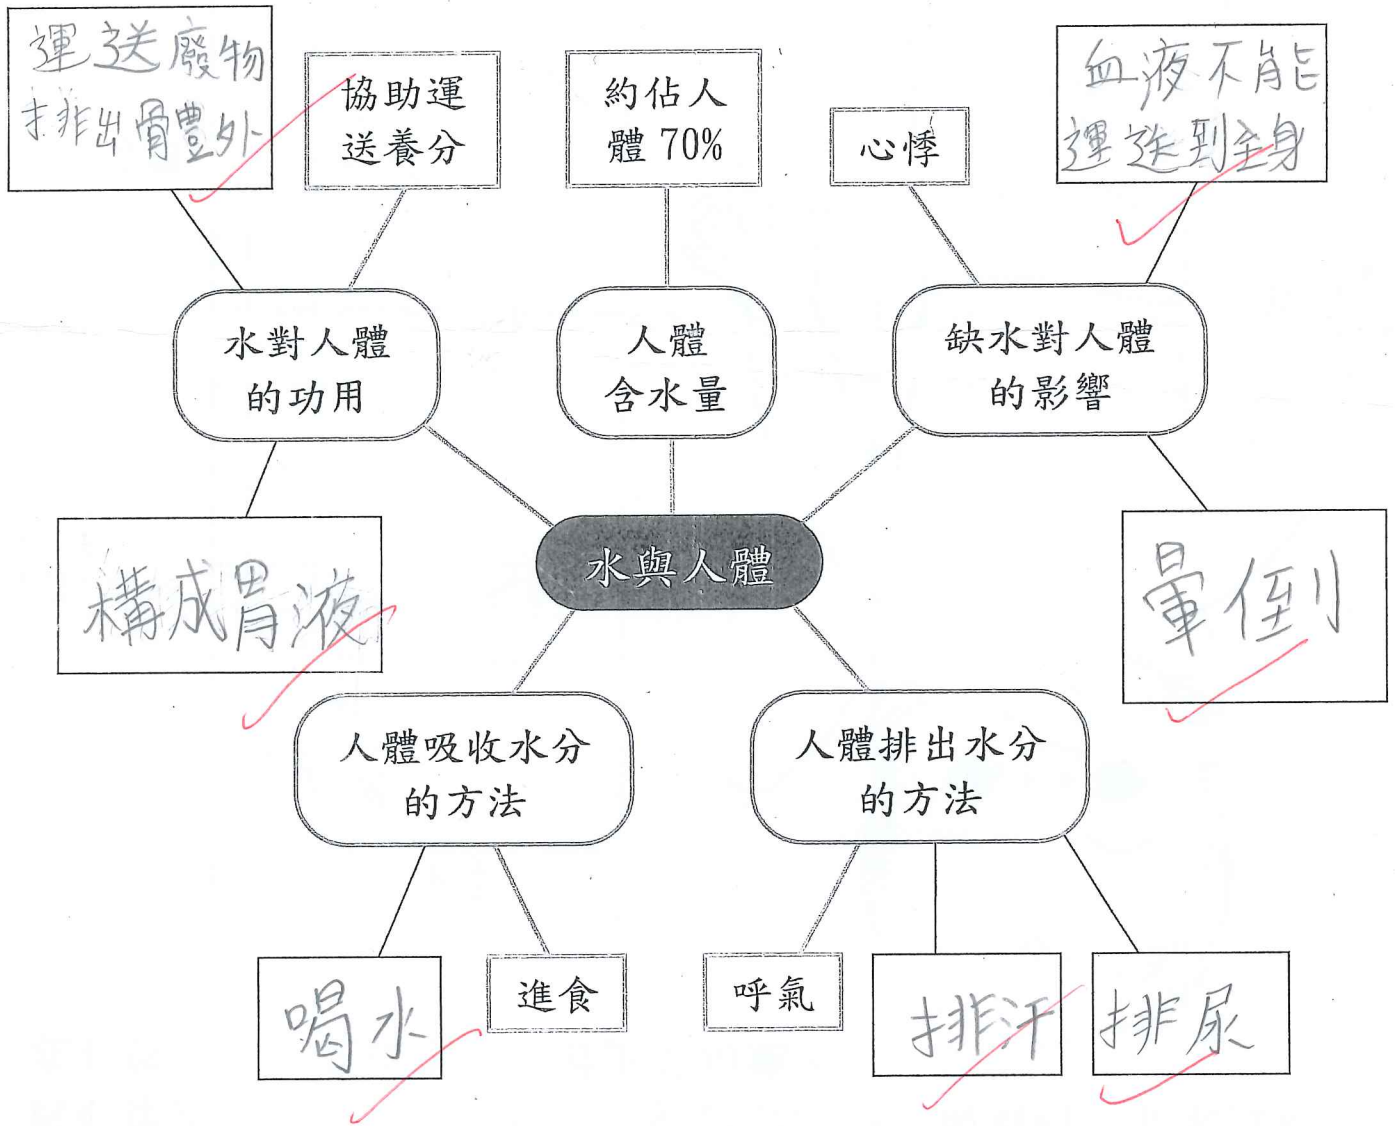 運送廢物
排出體外
協助運
送養分
約佔人
體 70%
心悸
血液不能
運送到全身
水對人體
的功用
人體
含水量
缺水對人體
的影響
構成胃液
水與人體
暈倒
人體吸收水分
的方法
人體排出水分
的方法
喝水
進食
呼氣
排汗
排尿